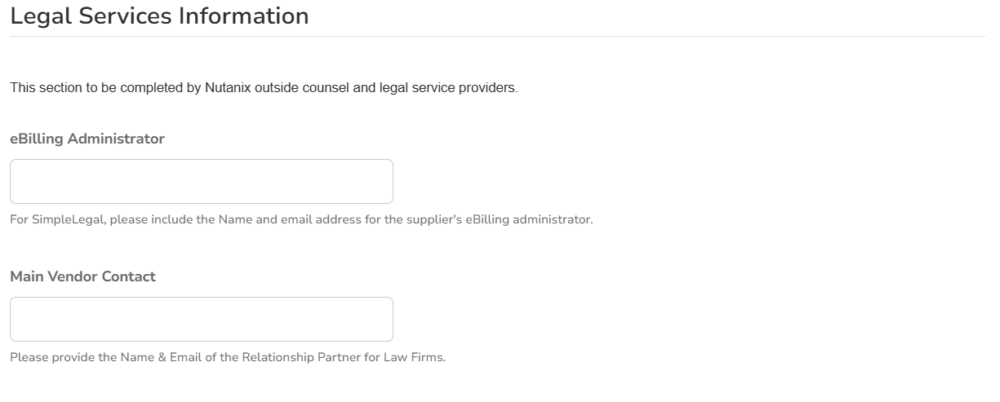 Legal Services Information
This section to be completed by Nutanix outside counsel and legal service providers.
eBilling Administrator
For SimpleLegal, please include the Name and email address for the supplier's eBilling administrator.
Main Vendor Contact
Please provide the Name & Email of the Relationship Partner for Law Firms.